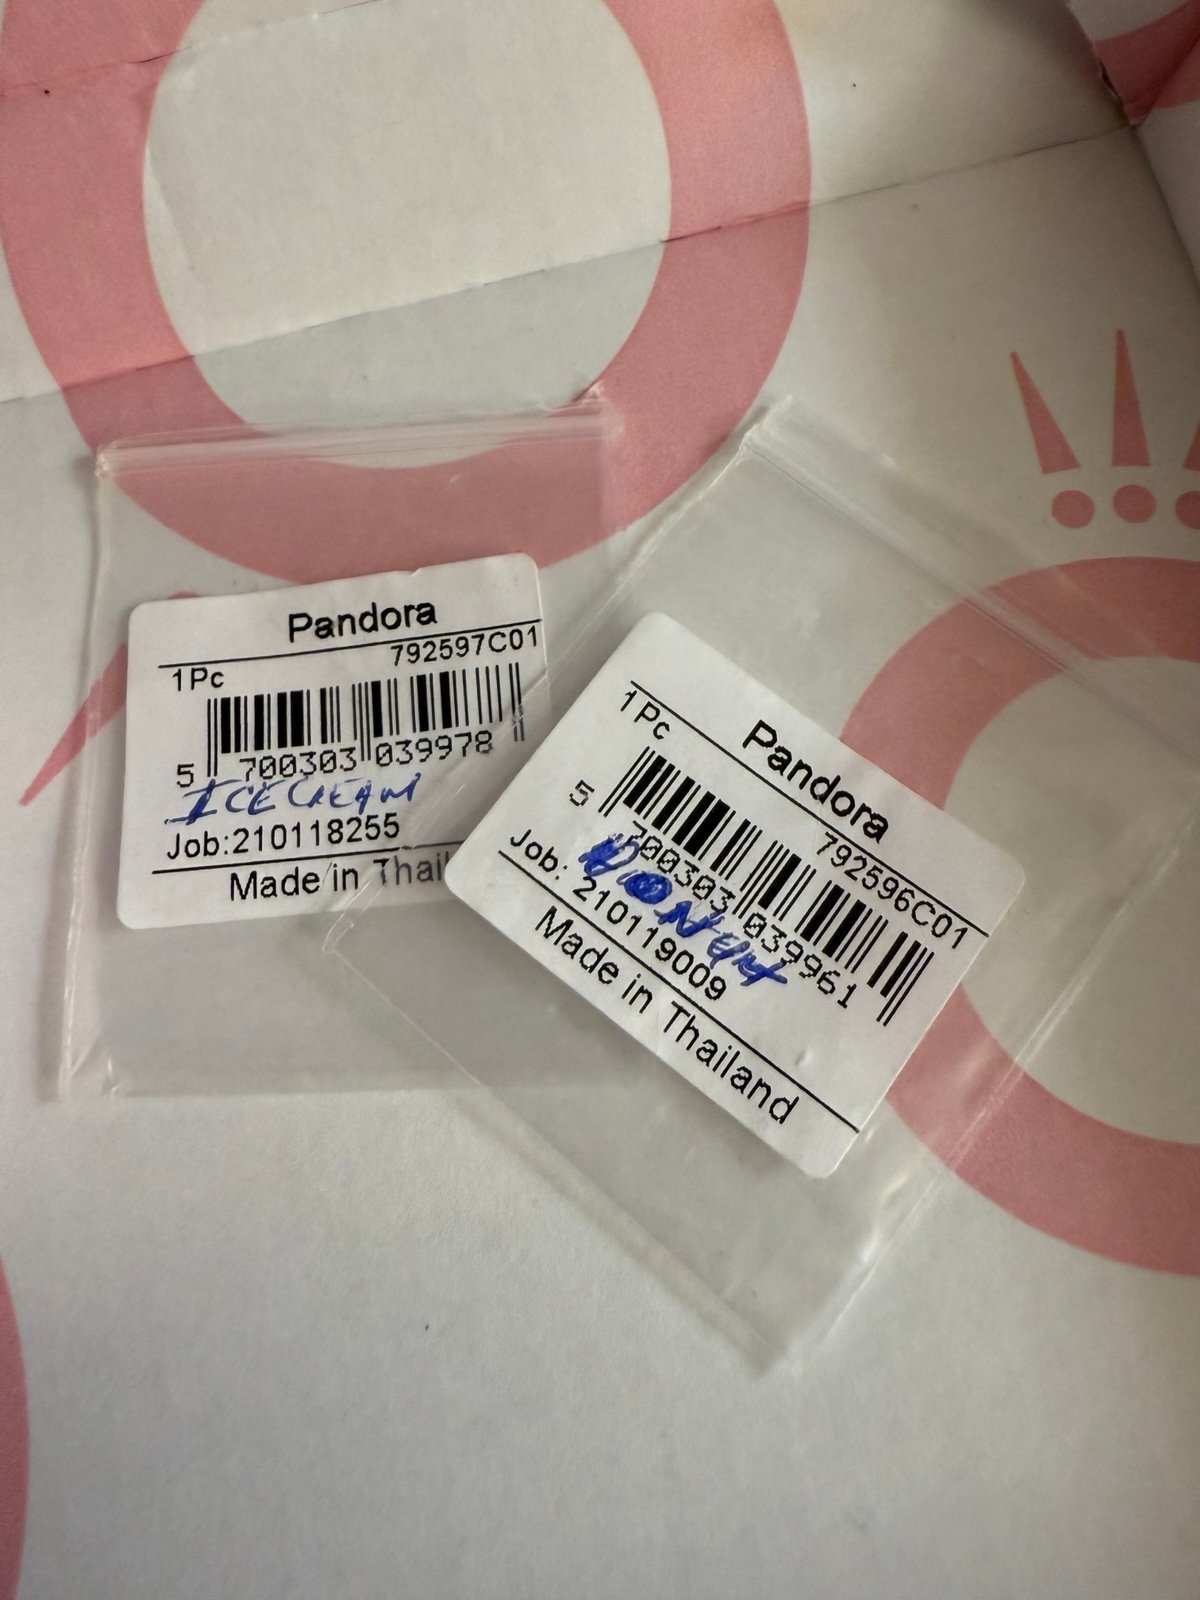 Pandora
792597C01
1Pc
5 700303 039978
ICE CREAM
Job:210118255
Made in Thail
Pandora
792596C01
1Pc
5 700303 039961
DONUT
Job: 210119009
Made in Thailand